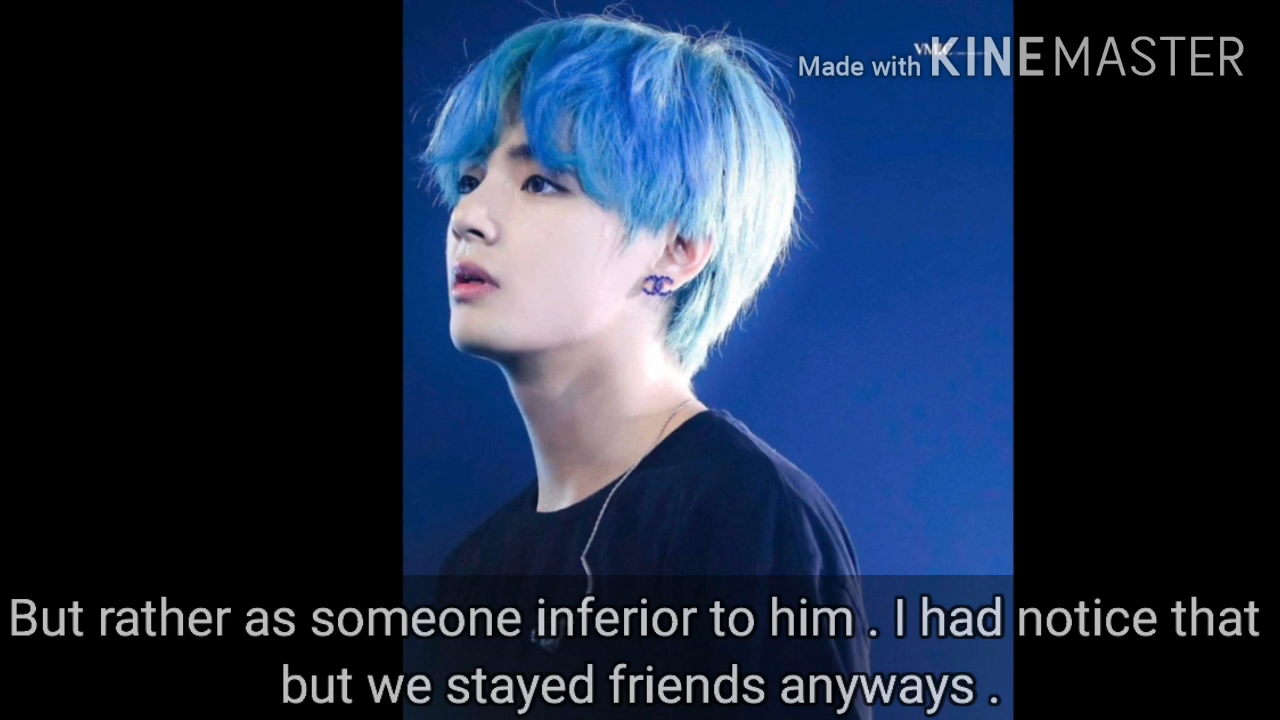 Made with KINEMASTER
But rather as someone inferior to him . I had notice that
but we stayed friends anyways .